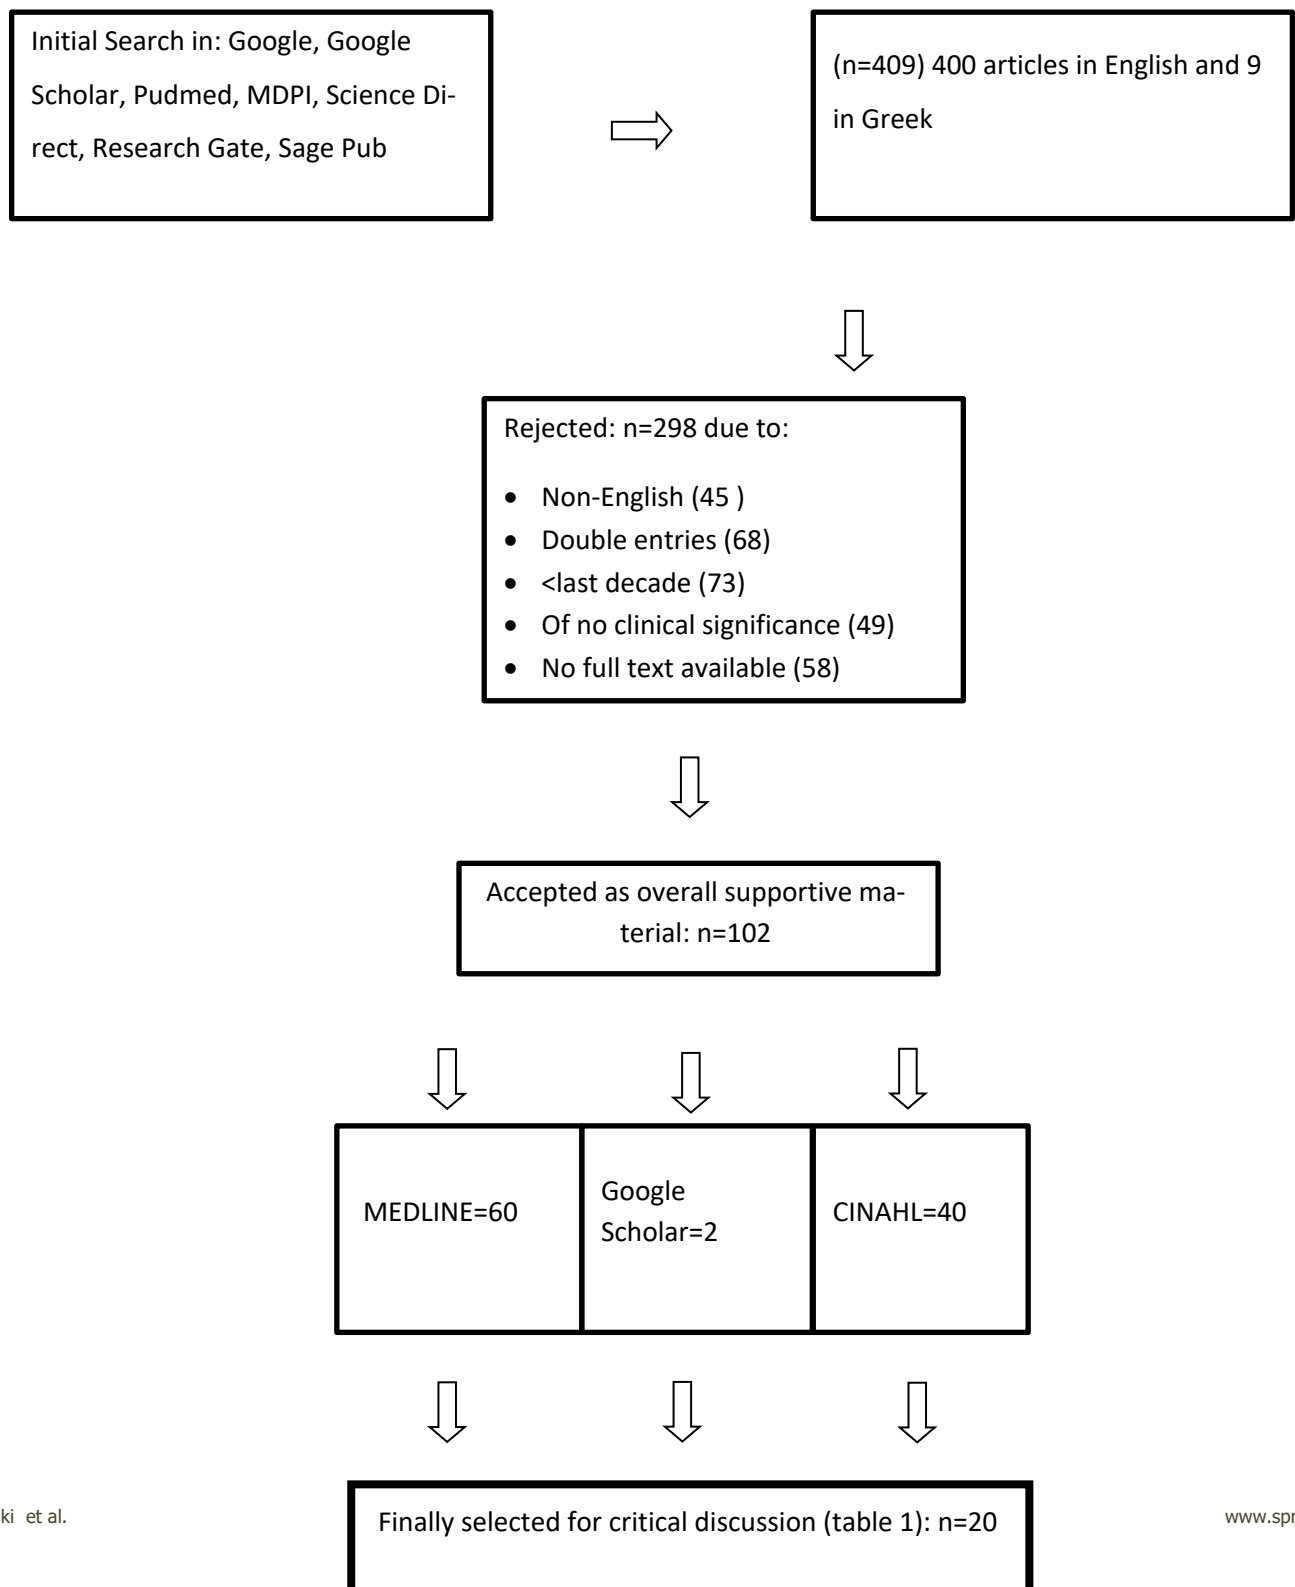 Initial Search in: Google, Google
Scholar, Pudmed, MDPI, Science Di-
rect, Research Gate, Sage Pub
(n=409) 400 articles in English and 9
in Greek
Rejected: n=298 due to:
• Non-English (45 )
• Double entries (68)
• <last decade (73)
• Of no clinical significance (49)
• No full text available (58)
Accepted as overall supportive ma-
terial: n=102
MEDLINE=60
Google
Scholar=2
CINAHL=40
Finally selected for critical discussion (table 1): n=20
ki et al.
www.spr